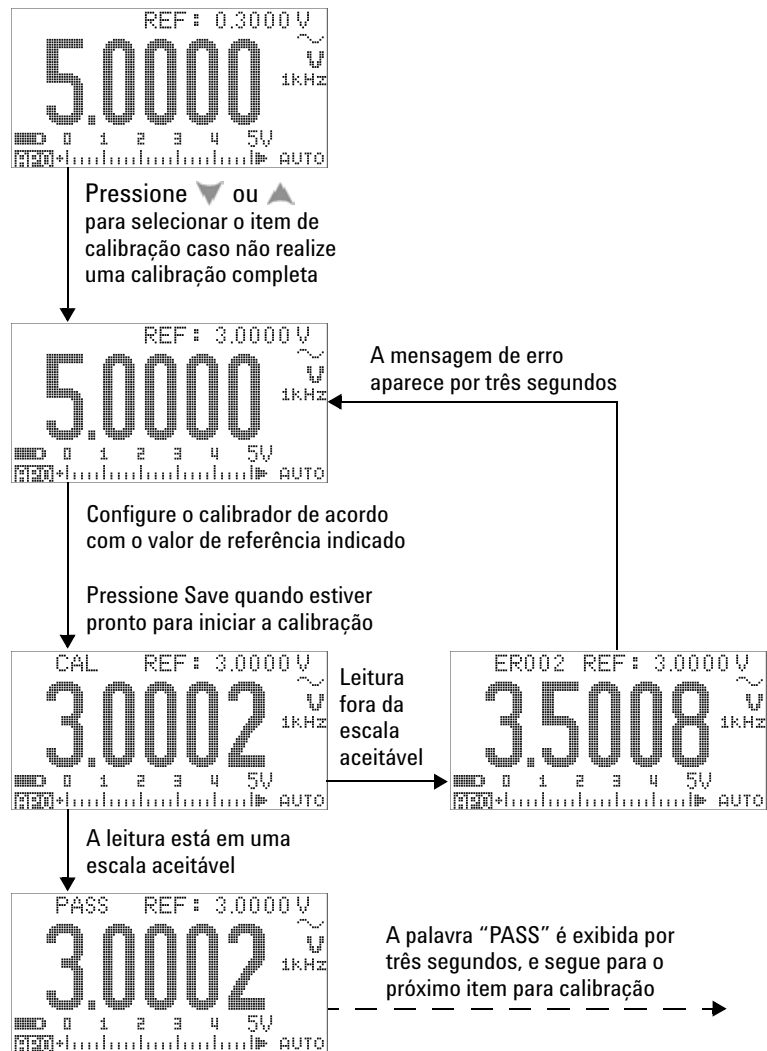 REF: 0.3000 V
5.0000 V
1kHz
0 1 2 3 4 5V
APO AUTO
Pressione ou
para selecionar o item de
calibração caso não realize
uma calibração completa
REF: 3.0000 V
5.0000 V
1kHz
0 1 2 3 4 5V
APO AUTO
A mensagem de erro
aparece por três segundos
Configure o calibrador de acordo
com o valor de referência indicado
Pressione Save quando estiver
pronto para iniciar a calibração
CAL REF: 3.0000 V
3.0002 V
1kHz
0 1 2 3 4 5V
APO AUTO
Leitura
fora da
escala
aceitável
ER002 REF: 3.0000 V
3.5008 V
1kHz
0 1 2 3 4 5V
APO AUTO
A leitura está em uma
escala aceitável
PASS REF: 3.0000 V
3.0002 V
1kHz
0 1 2 3 4 5V
APO AUTO
A palavra “PASS” é exibida por
três segundos, e segue para o
próximo item para calibração